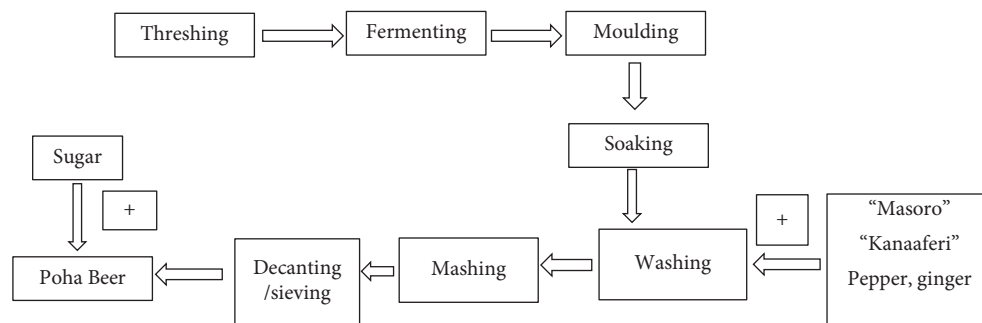 Threshing
Fermenting
Moulding
Soaking
Sugar
+
+
“Masoro”
“Kanaaferi”
Pepper, ginger
Washing
Mashing
Decanting
/sieving
Poha Beer